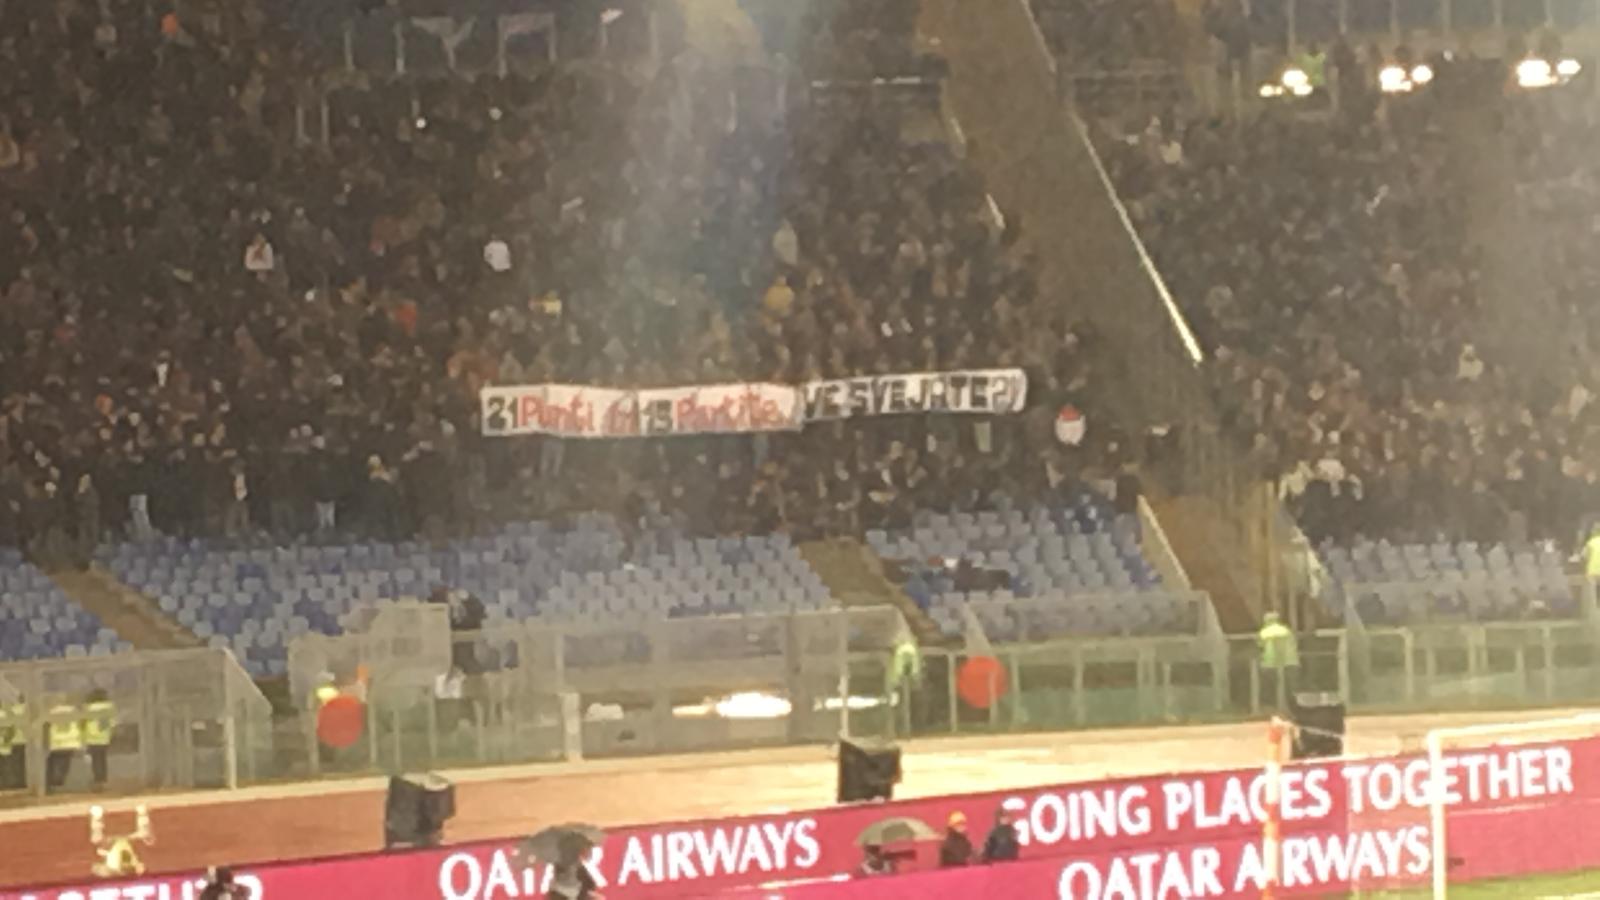 21 Punti in 15 Partite. VE SVEJATE?!
GOING PLACES TOGETHER
QATAR AIRWAYS
QATAR AIRWAYS